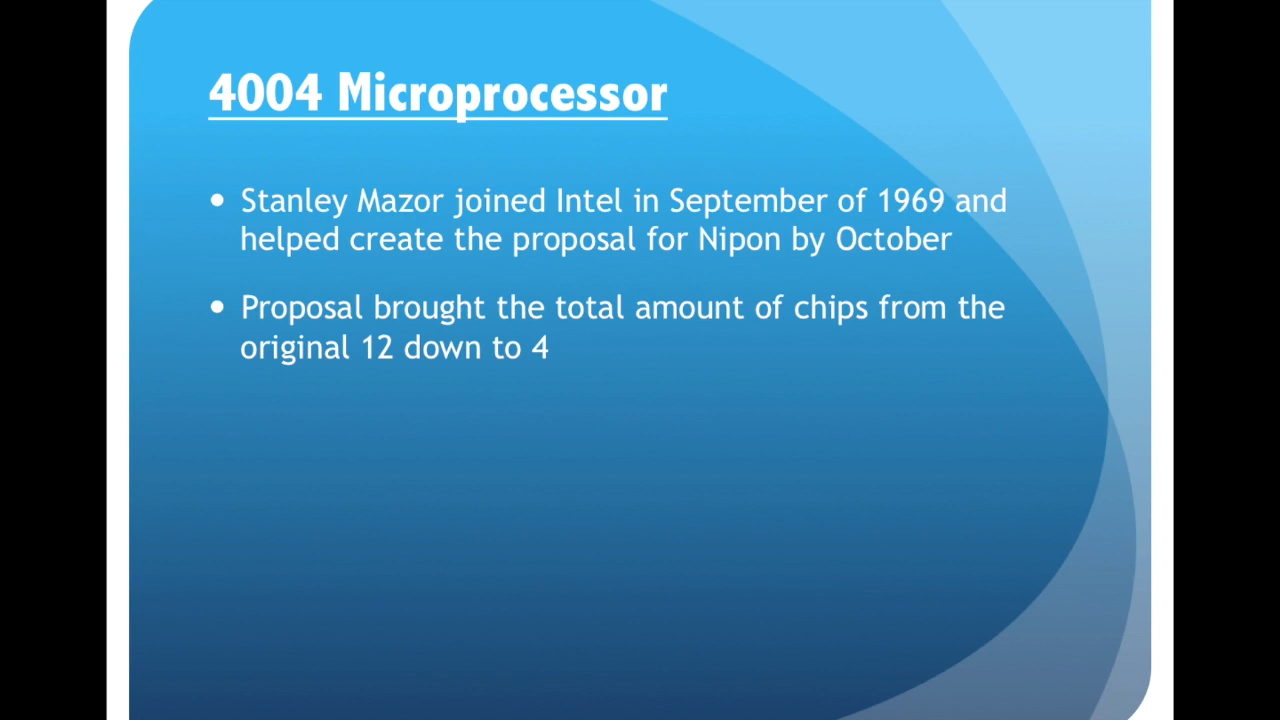 4004 Microprocessor
• Stanley Mazor joined Intel in September of 1969 and
helped create the proposal for Nipon by October
• Proposal brought the total amount of chips from the
original 12 down to 4